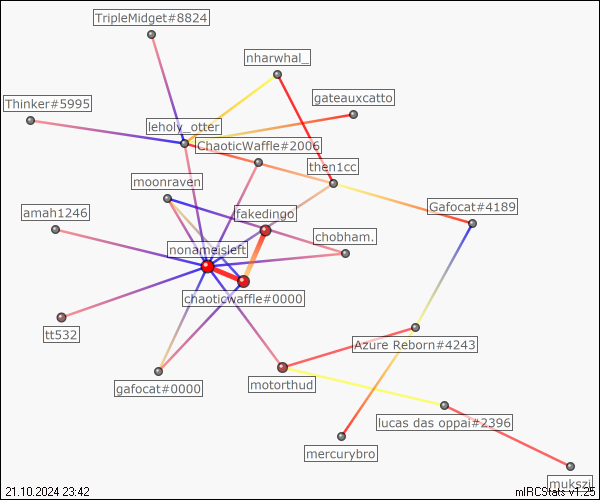 TripleMidget#8824
nharwhal_
gateauxcatto
Thinker#5995
leholy_otter
ChaoticWaffle#2006
then1cc
moonraven
Gafocat#4189
amah1246
fakedingo
chobham.
nonameisleft
chaoticwaffle#0000
tt532
Azure Reborn#4243
gafocat#0000
motorthud
lucas das oppai#2396
mercurybro
mukszi
21.10.2024 23:42
mIRCStats v1.25